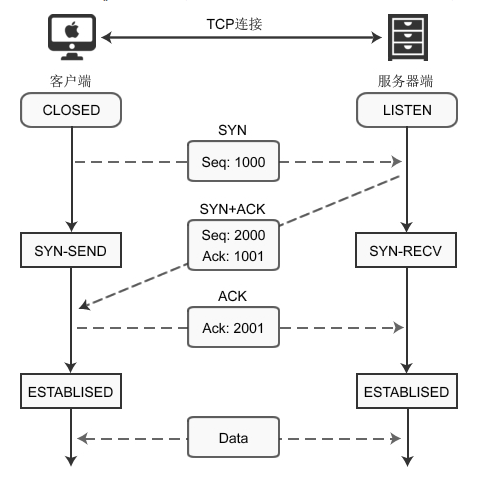 TCP连接
客户端
服务器端
CLOSED
LISTEN
SYN
Seq: 1000
SYN+ACK
Seq: 2000
Ack: 1001
SYN-SEND
SYN-RECV
ACK
Ack: 2001
ESTABLISED
ESTABLISED
Data